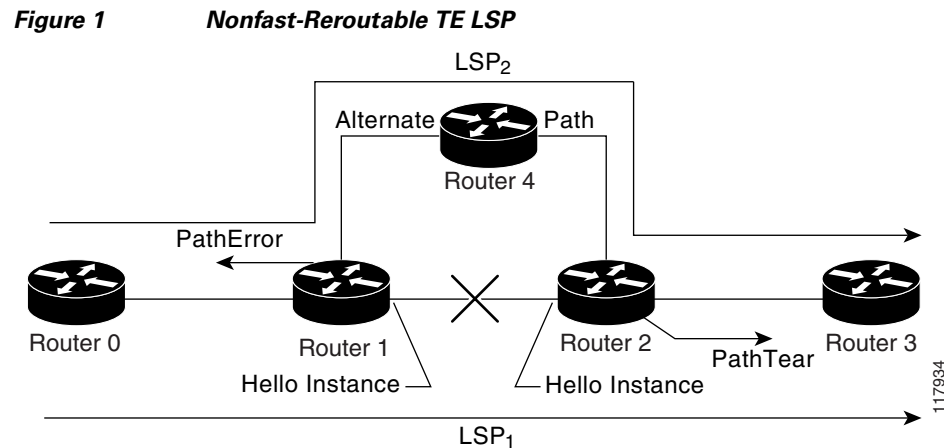 Figure 1 Nonfast-Reroutable TE LSP
LSP2
Alternate Path
Router 4
PathError
Router 0
Router 1
Router 2
Router 3
PathTear
Hello Instance
Hello Instance
LSP1
117934